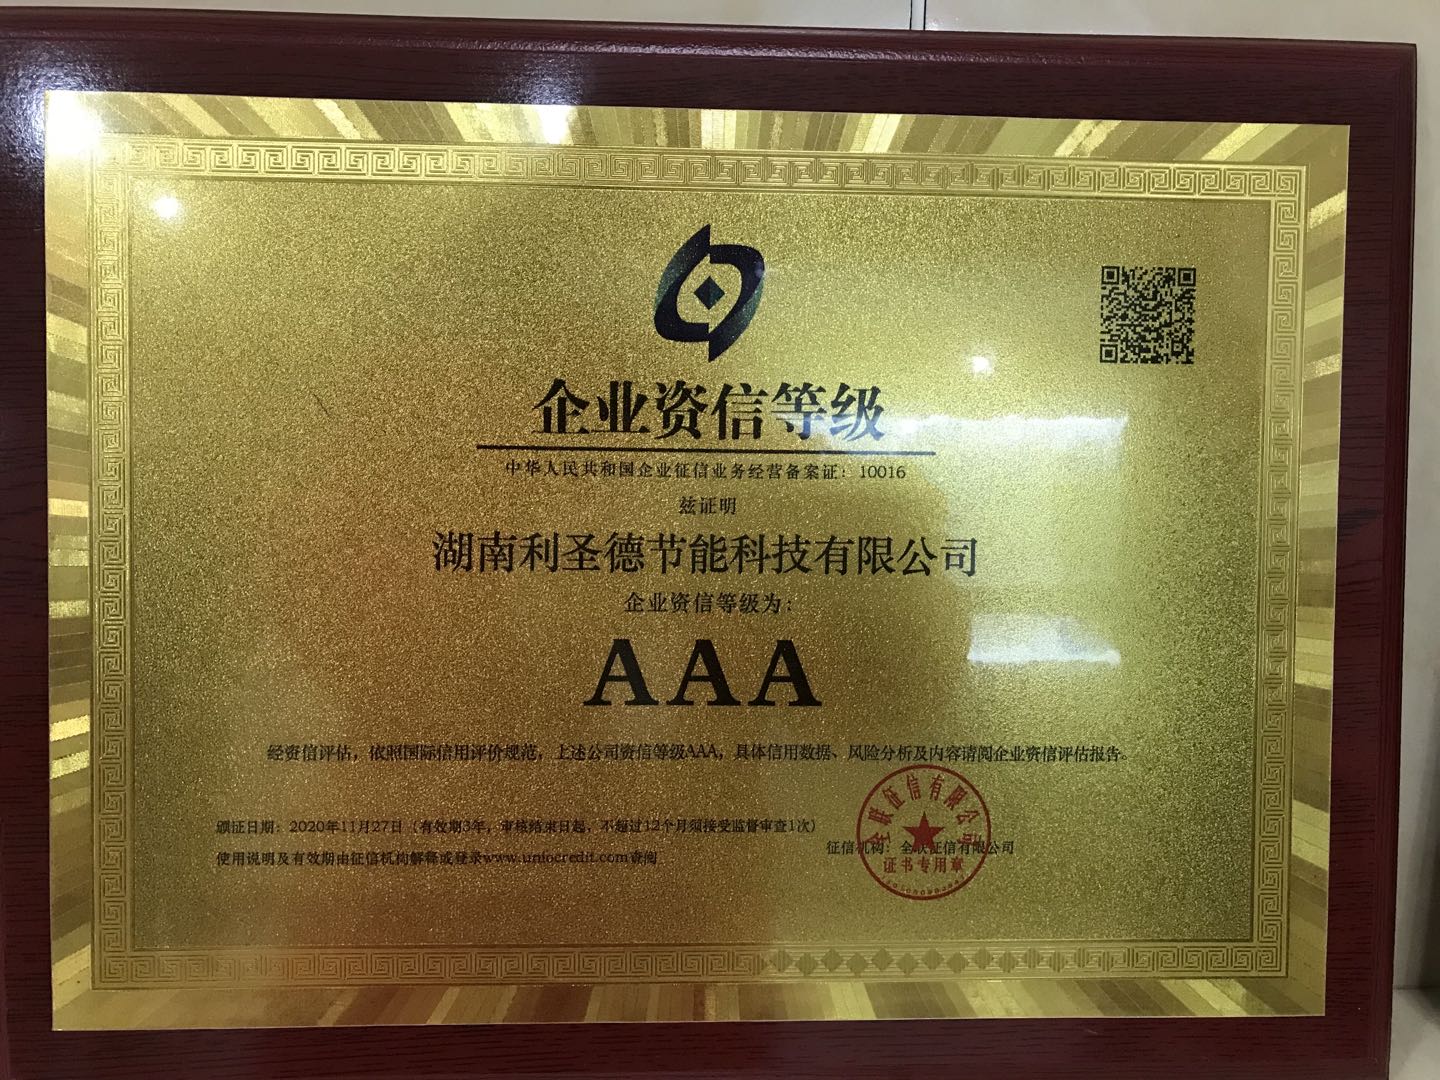 企业资信等级
中华人民共和国企业征信业务经营备案证：10016
兹证明
湖南利圣德节能科技有限公司
企业资信等级为：
AAA
经资信评估，依照国际信用评价规范，上述公司资信等级AAA，具体信用数据、风险分析及内容请阅企业资信评估报告。
颁证日期：2020年11月27日（有效期3年，审核结束日起，不超过12个月须接受监督审查1次）
使用说明及有效期由征信机构解释或登录www.uniocredit.com查阅
征信机构：全联征信有限公司
全联征信有限公司
证书专用章